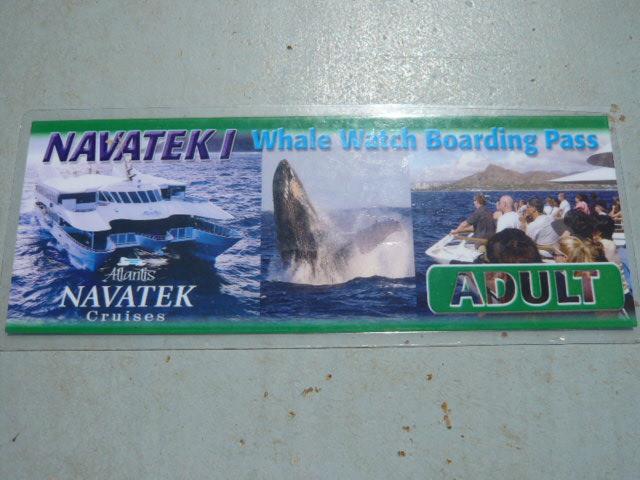 NAVATEK I Whale Watch Boarding Pass
Atlantis
NAVATEK
Cruises
ADULT